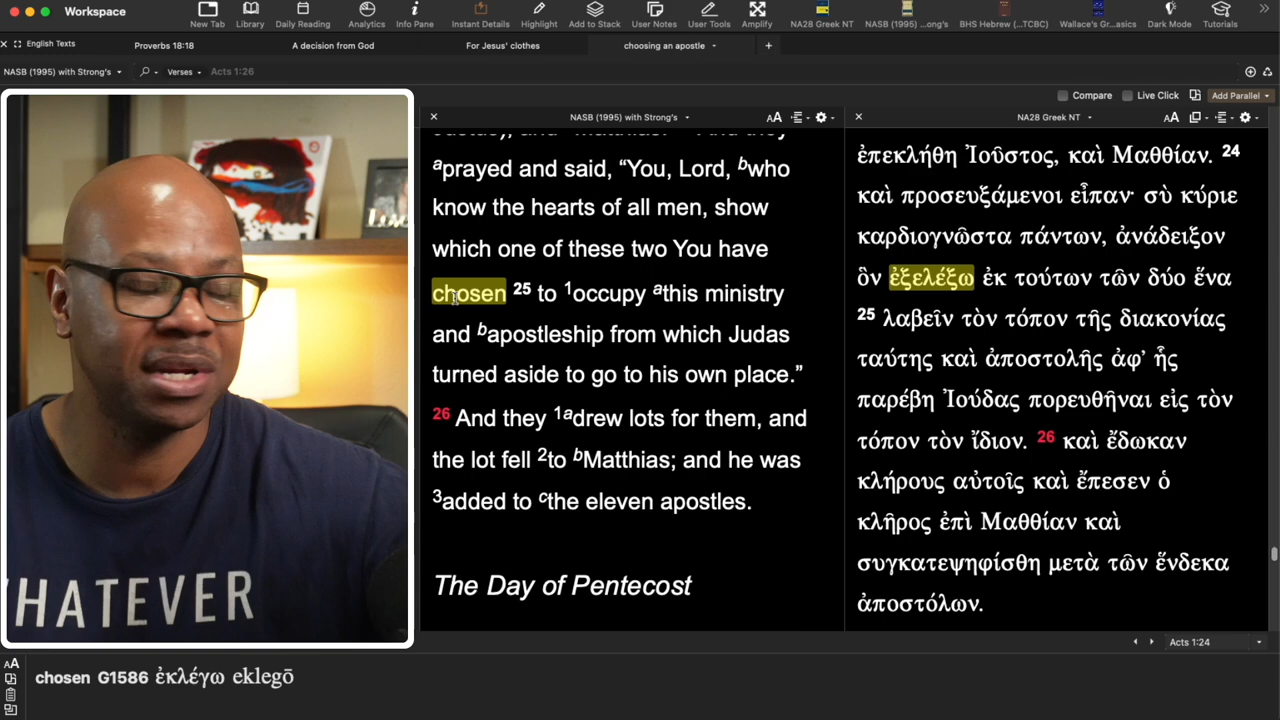 Workspace
New Tab
Library
Daily Reading
Analytics
Info Pane
Instant Details
Highlight
Add to Stack
User Notes
User Tools
Amplify
NA28 Greek NT
NASB (1995) ...ong's
BHS Hebrew (...TCBC)
Wallace's Gr...asics
Dark Mode
Tutorials
English Texts
Proverbs 18:18
A decision from God
For Jesus' clothes
choosing an apostle
NASB (1995) with Strong's
Verses
Acts 1:26
Compare
Live Click
Add Parallel
NASB (1995) with Strong's
ᵃprayed and said, “You, Lord, ᵇwho
know the hearts of all men, show
which one of these two You have
chosen 25 to ¹occupy ᵃthis ministry
and ᵇapostleship from which Judas
turned aside to go to his own place.”
26 And they ¹ᵃdrew lots for them, and
the lot fell ²to ᵇMatthias; and he was
³added to ᶜthe eleven apostles.
The Day of Pentecost
NA28 Greek NT
ἐπεκλήθη Ἰοῦστος, καὶ Μαθθίαν. 24
καὶ προσευξάμενοι εἶπαν· σὺ κύριε
καρδιογνῶστα πάντων, ἀνάδειξον
ὃν ἐξελέξω ἐκ τούτων τῶν δύο ἕνα
25 λαβεῖν τὸν τόπον τῆς διακονίας
ταύτης καὶ ἀποστολῆς ἀφ’ ἧς
παρέβη Ἰούδας πορευθῆναι εἰς τὸν
τόπον τὸν ἴδιον. 26 καὶ ἔδωκαν
κλήρους αὐτοῖς καὶ ἔπεσεν ὁ
κλῆρος ἐπὶ Μαθθίαν καὶ
συγκατεψηφίσθη μετὰ τῶν ἕνδεκα
ἀποστόλων.
Acts 1:24
HATEVER
chosen G1586 ἐκλέγω eklegō